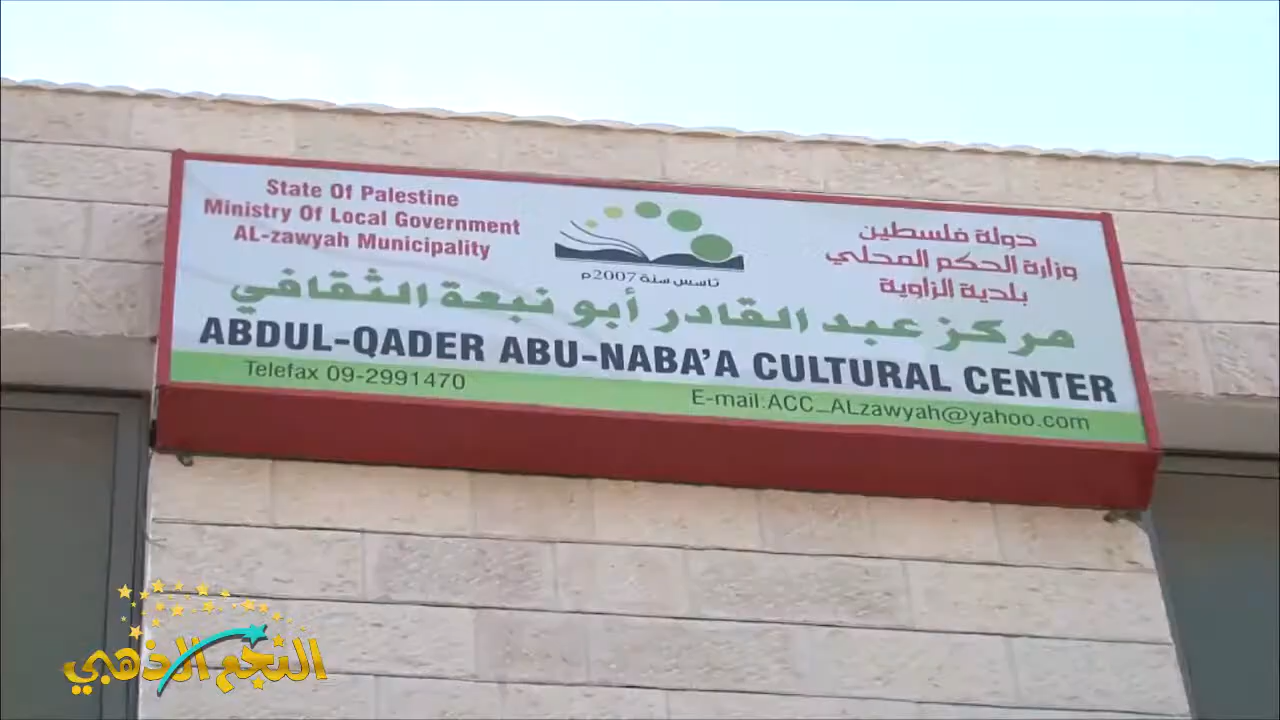 State Of Palestine
Ministry Of Local Government
AL-zawyah Municipality
دولة فلسطين
وزارة الحكم المحلي
بلدية الزاوية
تاسس سنة 2007م
مركز عبد القادر أبو نبعة الثقافي
ABDUL-QADER ABU-NABA'A CULTURAL CENTER
Telefax 09-2991470
E-mail:ACC_ALzawyah@yahoo.com
النجم الذهبي